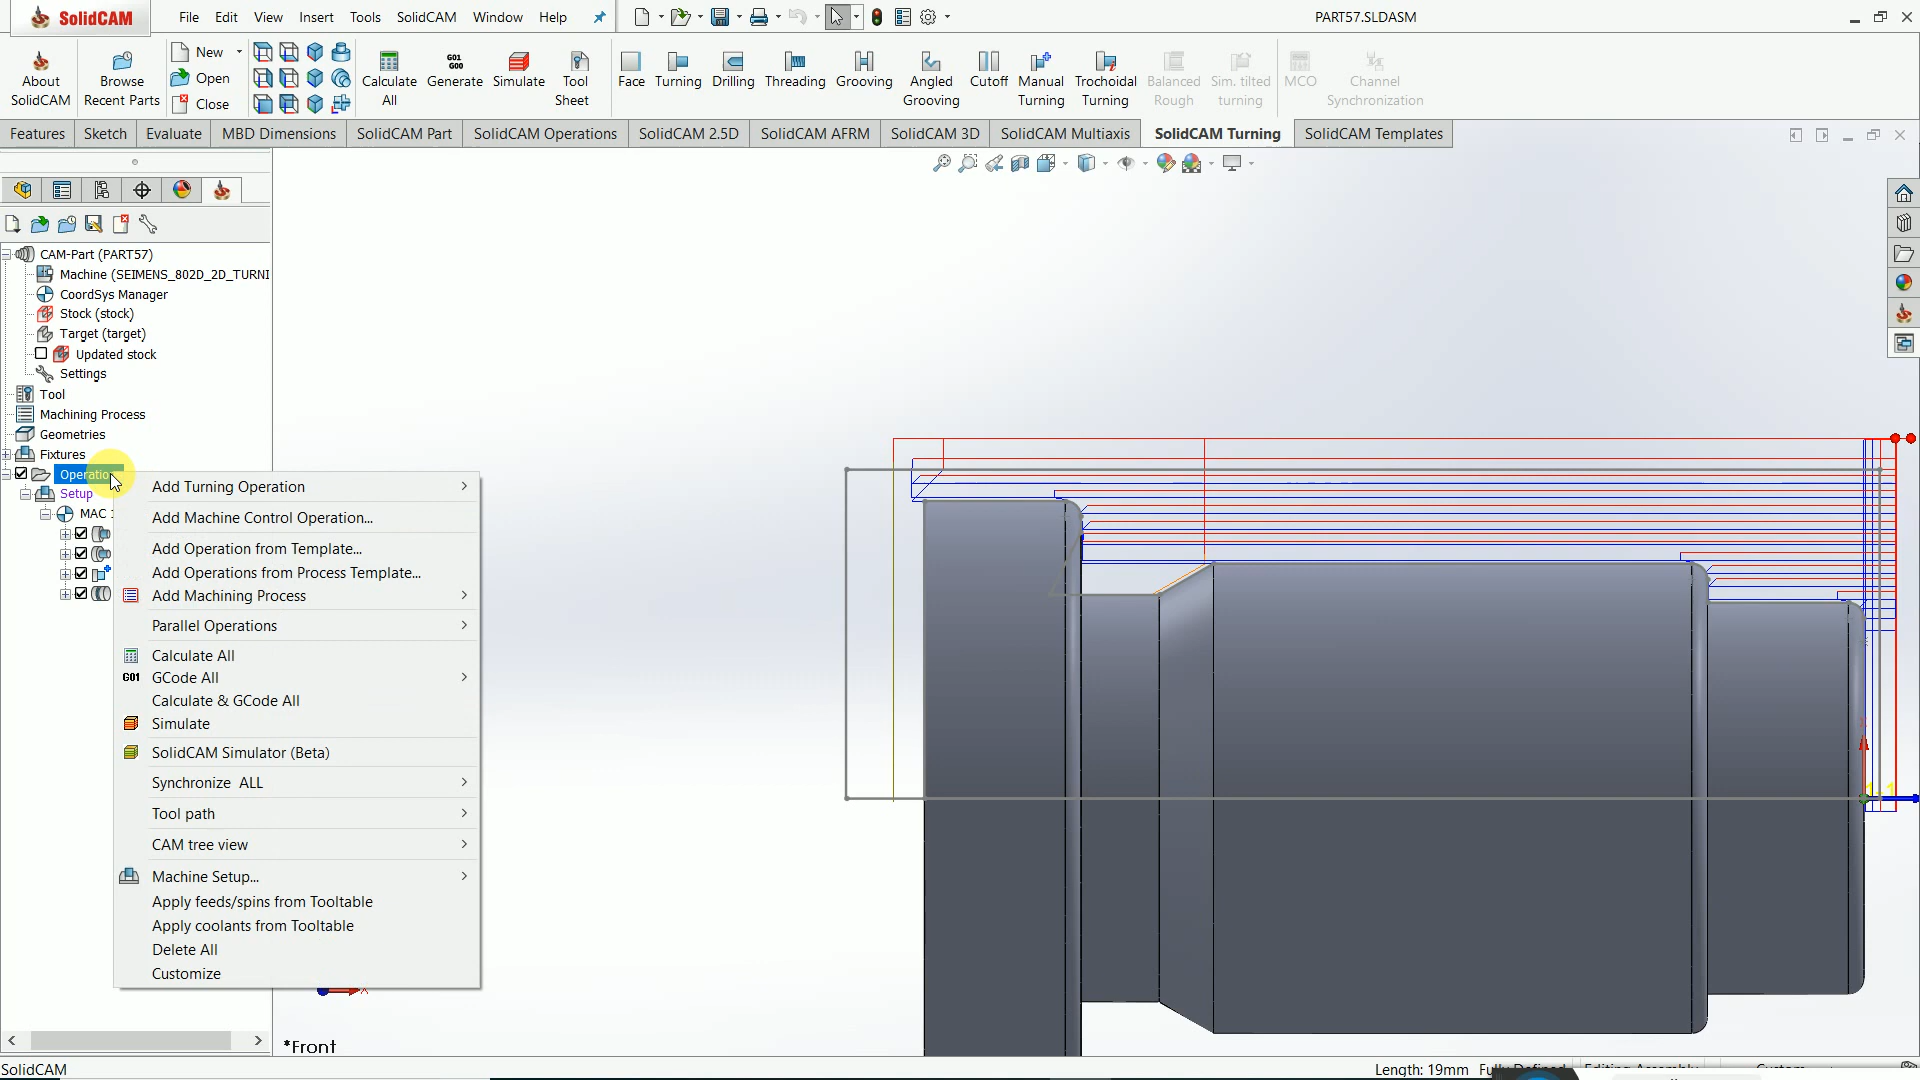 SolidCAM
File Edit View Insert Tools SolidCAM Window Help
PART57.SLDASM
About SolidCAM
Browse Recent Parts
New
Open
Close
Calculate All
G01 G00 Generate
Simulate
Tool Sheet
Face
Turning
Drilling
Threading
Grooving
Angled Grooving
Cutoff
Manual Turning
Trochoidal Turning
Balanced Rough
Sim. tilted turning
MCO
Channel Synchronization
Features Sketch Evaluate MBD Dimensions SolidCAM Part SolidCAM Operations SolidCAM 2.5D SolidCAM AFRM SolidCAM 3D SolidCAM Multiaxis SolidCAM Turning SolidCAM Templates
CAM-Part (PART57)
Machine (SEIMENS_802D_2D_TURNI
CoordSys Manager
Stock (stock)
Target (target)
Updated stock
Settings
Tool
Machining Process
Geometries
Fixtures
Setup
MAC
Add Turning Operation
Add Machine Control Operation...
Add Operation from Template...
Add Operations from Process Template...
Add Machining Process
Parallel Operations
Calculate All
G01 GCode All
Calculate & GCode All
Simulate
SolidCAM Simulator (Beta)
Synchronize ALL
Tool path
CAM tree view
Machine Setup...
Apply feeds/spins from Tooltable
Apply coolants from Tooltable
Delete All
Customize
*Front
SolidCAM
Length: 19mm